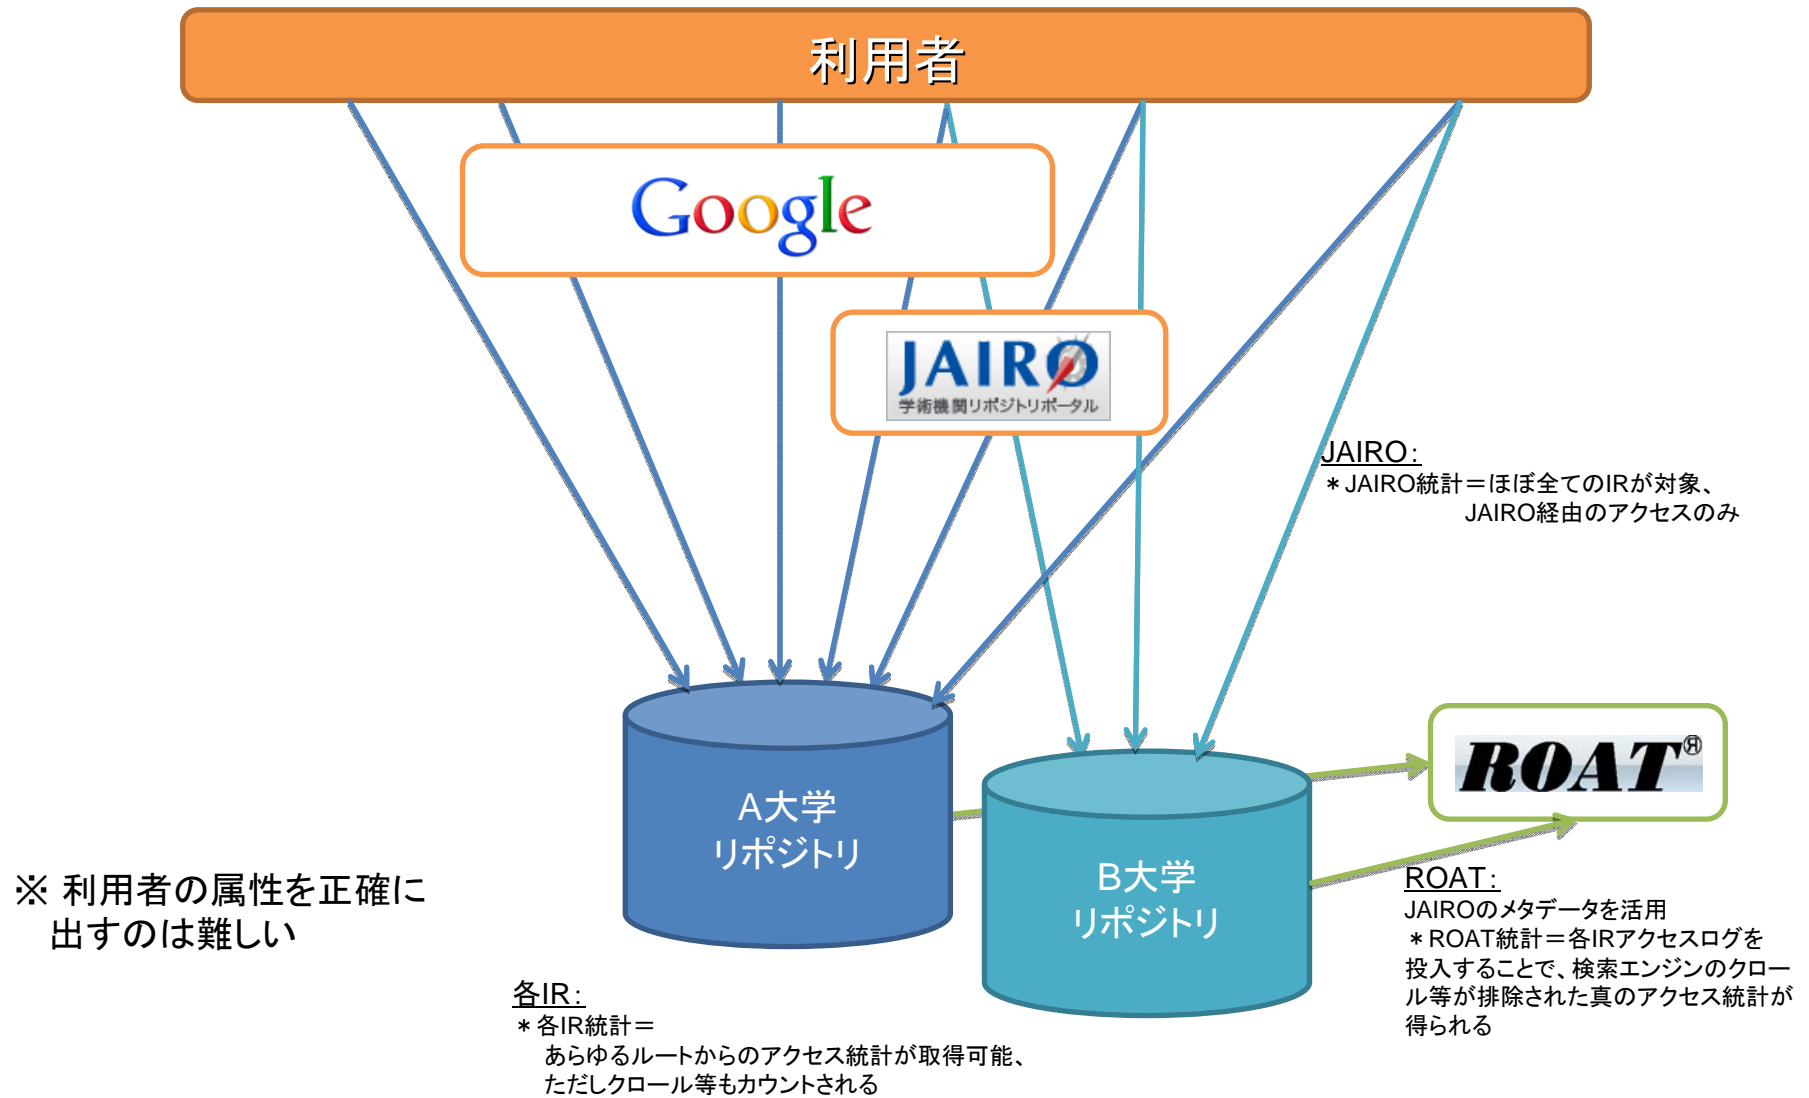 利用者
Google
JAIRO
学術機関リポジトリポータル
JAIRO：
＊JAIRO統計＝ほぼ全てのIRが対象、
JAIRO経由のアクセスのみ
ROAT®
A大学
リポジトリ
B大学
リポジトリ
※ 利用者の属性を正確に
出すのは難しい
ROAT：
JAIROのメタデータを活用
＊ROAT統計＝各IRアクセスログを
投入することで、検索エンジンのクロー
ル等が排除された真のアクセス統計が
得られる
各IR：
＊各IR統計＝
あらゆるルートからのアクセス統計が取得可能、
ただしクロール等もカウントされる